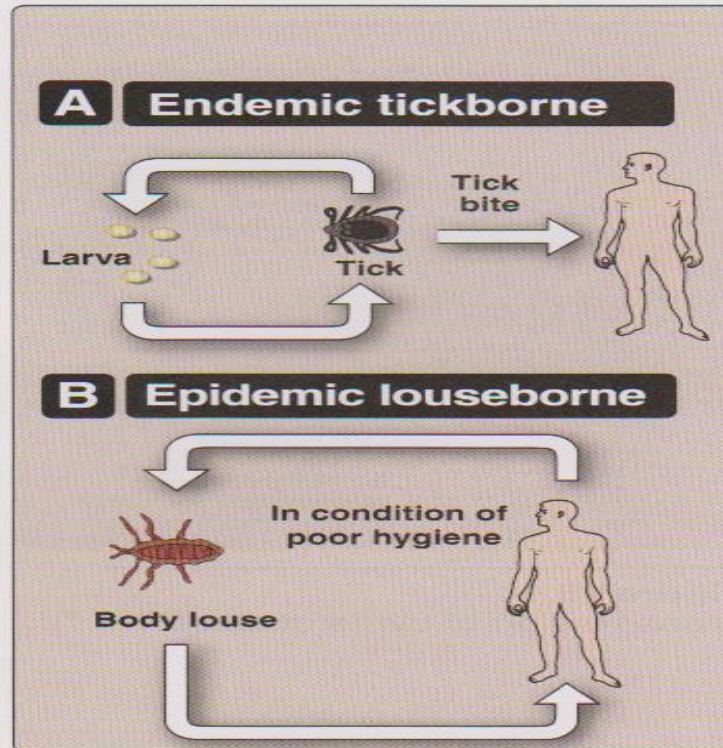 A Endemic tickborne
Tick
bite
Larva
Tick
B Epidemic louseborne
In condition of
poor hygiene
Body louse